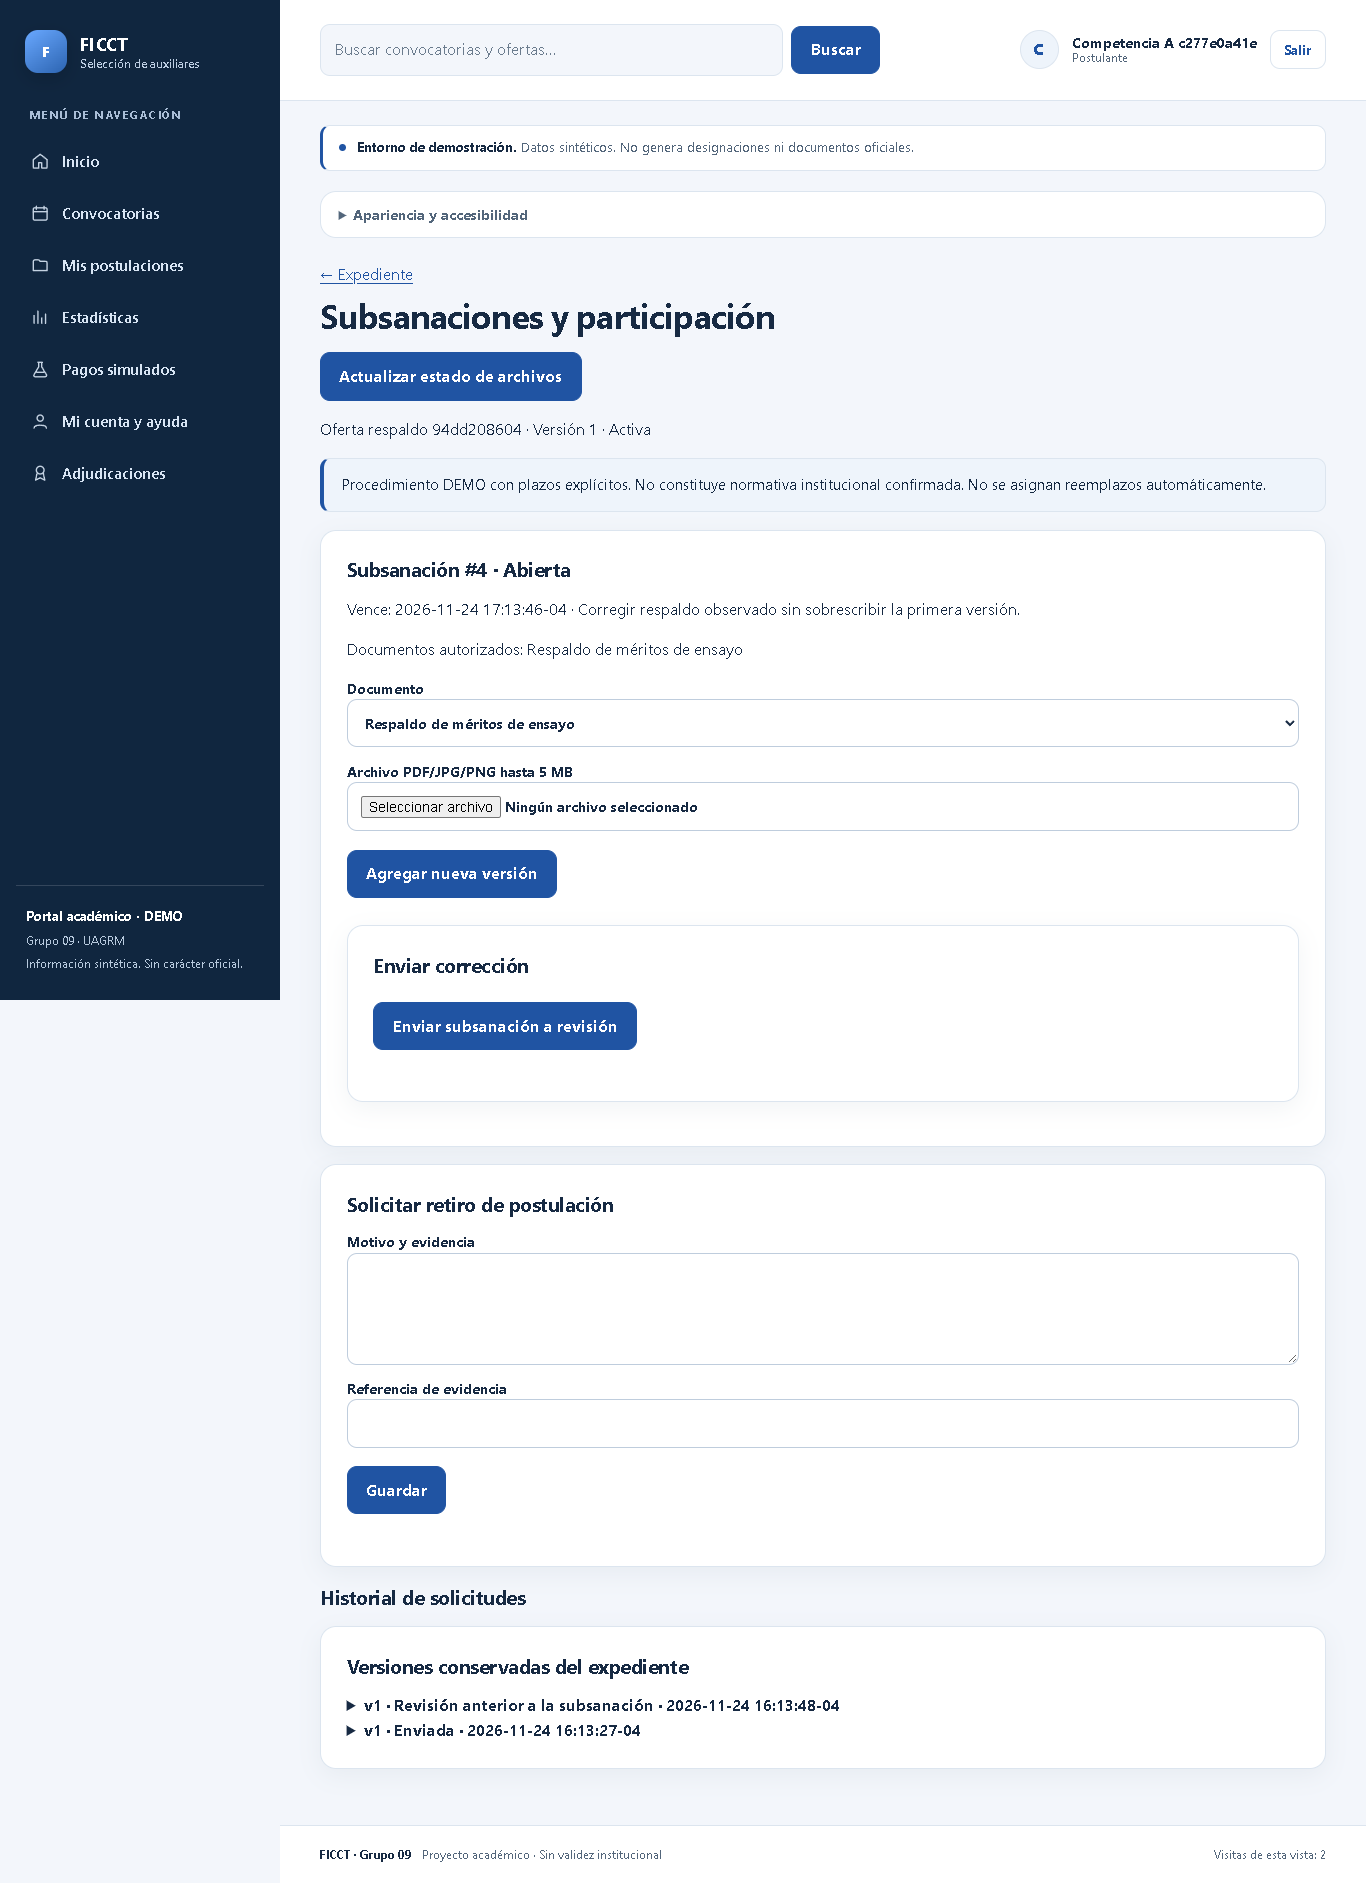 F
FICCT
Selección de auxiliares
MENÚ DE NAVEGACIÓN
Inicio
Convocatorias
Mis postulaciones
Estadísticas
Pagos simulados
Mi cuenta y ayuda
Adjudicaciones
Portal académico · DEMO
Grupo 09 · UAGRM
Información sintética. Sin carácter oficial.
Buscar convocatorias y ofertas...
Buscar
C
Competencia A c277e0a41e
Postulante
Salir
Entorno de demostración. Datos sintéticos. No genera designaciones ni documentos oficiales.
Apariencia y accesibilidad
← Expediente
Subsanaciones y participación
Actualizar estado de archivos
Oferta respaldo 94dd208604 · Versión 1 · Activa
Procedimiento DEMO con plazos explícitos. No constituye normativa institucional confirmada. No se asignan reemplazos automáticamente.
Subsanación #4 · Abierta
Vence: 2026-11-24 17:13:46-04 · Corregir respaldo observado sin sobrescribir la primera versión.
Documentos autorizados: Respaldo de méritos de ensayo
Documento
Respaldo de méritos de ensayo
Archivo PDF/JPG/PNG hasta 5 MB
Seleccionar archivo Ningún archivo seleccionado
Agregar nueva versión
Enviar corrección
Enviar subsanación a revisión
Solicitar retiro de postulación
Motivo y evidencia
Referencia de evidencia
Guardar
Historial de solicitudes
Versiones conservadas del expediente
v1 · Revisión anterior a la subsanación · 2026-11-24 16:13:48-04
v1 · Enviada · 2026-11-24 16:13:27-04
FICCT · Grupo 09 Proyecto académico · Sin validez institucional
Visitas de esta vista: 2